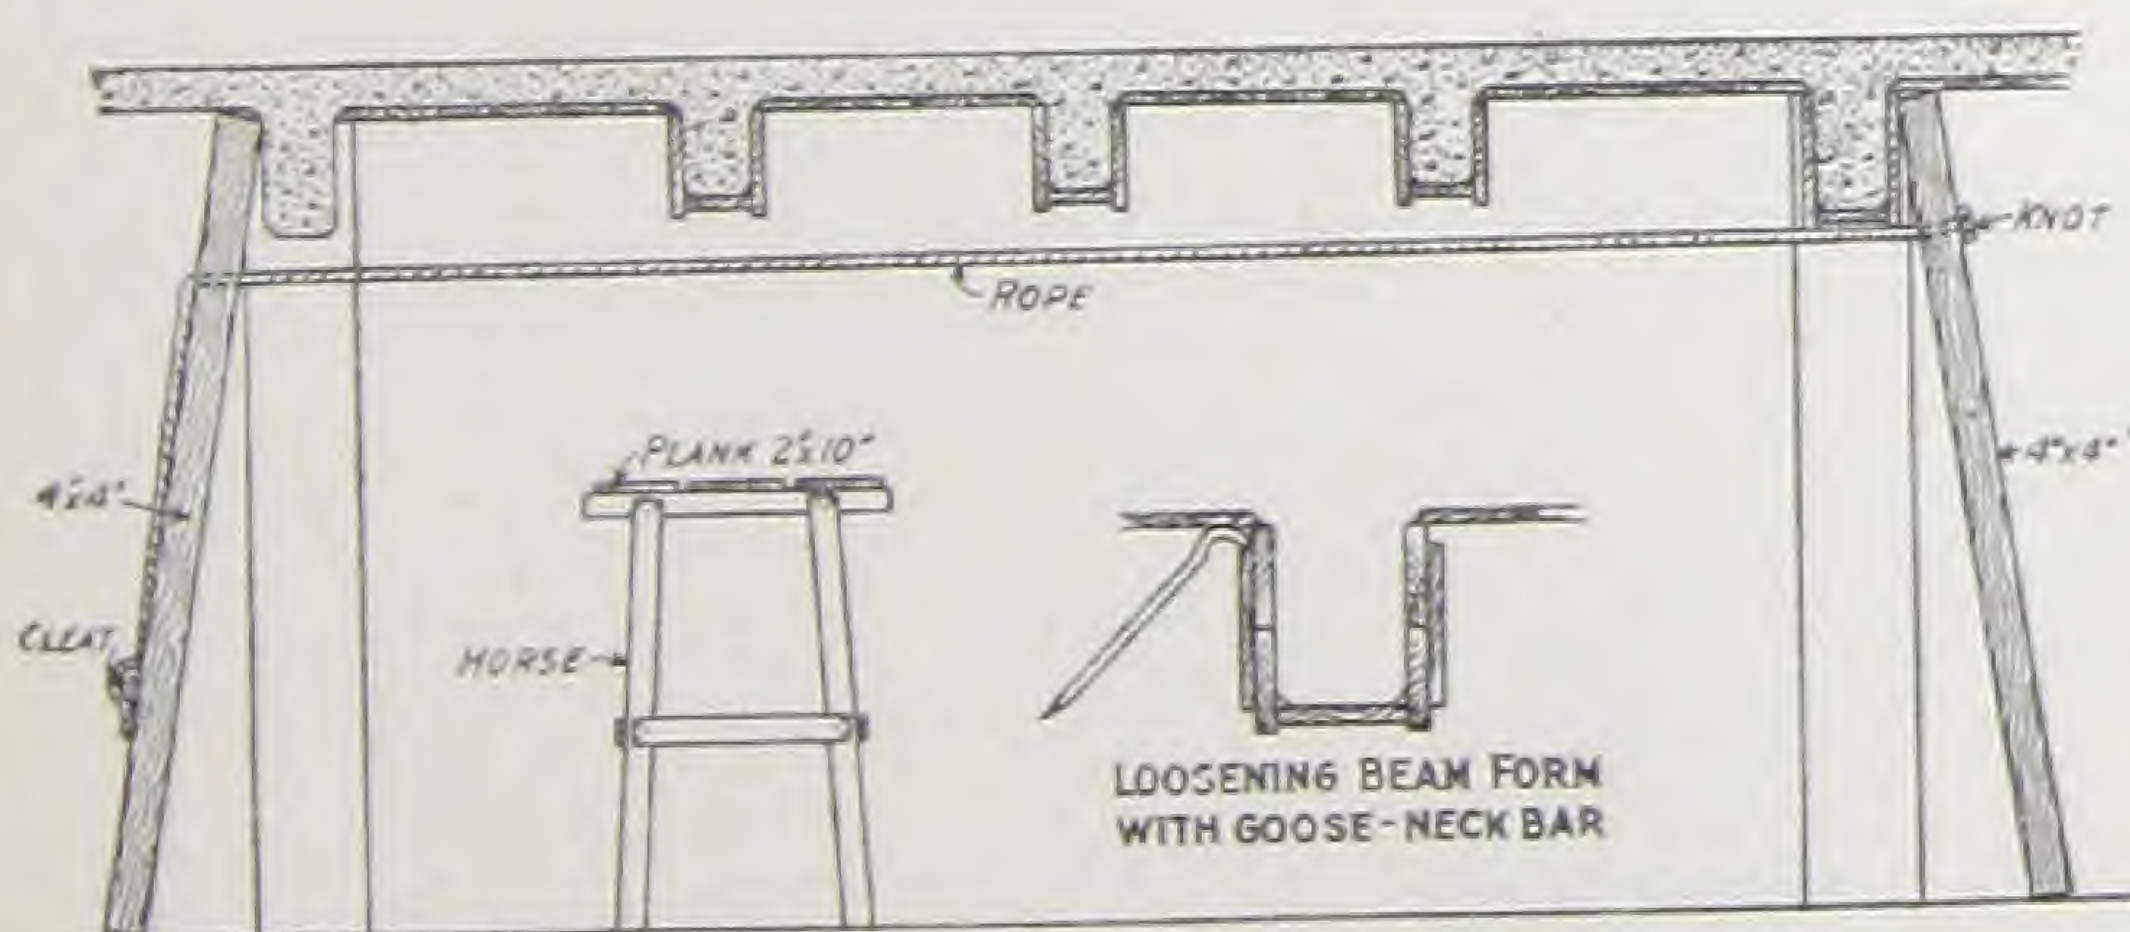 KNOT
ROPE
PLANK 2"x10"
4"x4"
4"x4"
CLEAT
HORSE
LOOSENING BEAM FORM
WITH GOOSE-NECK BAR